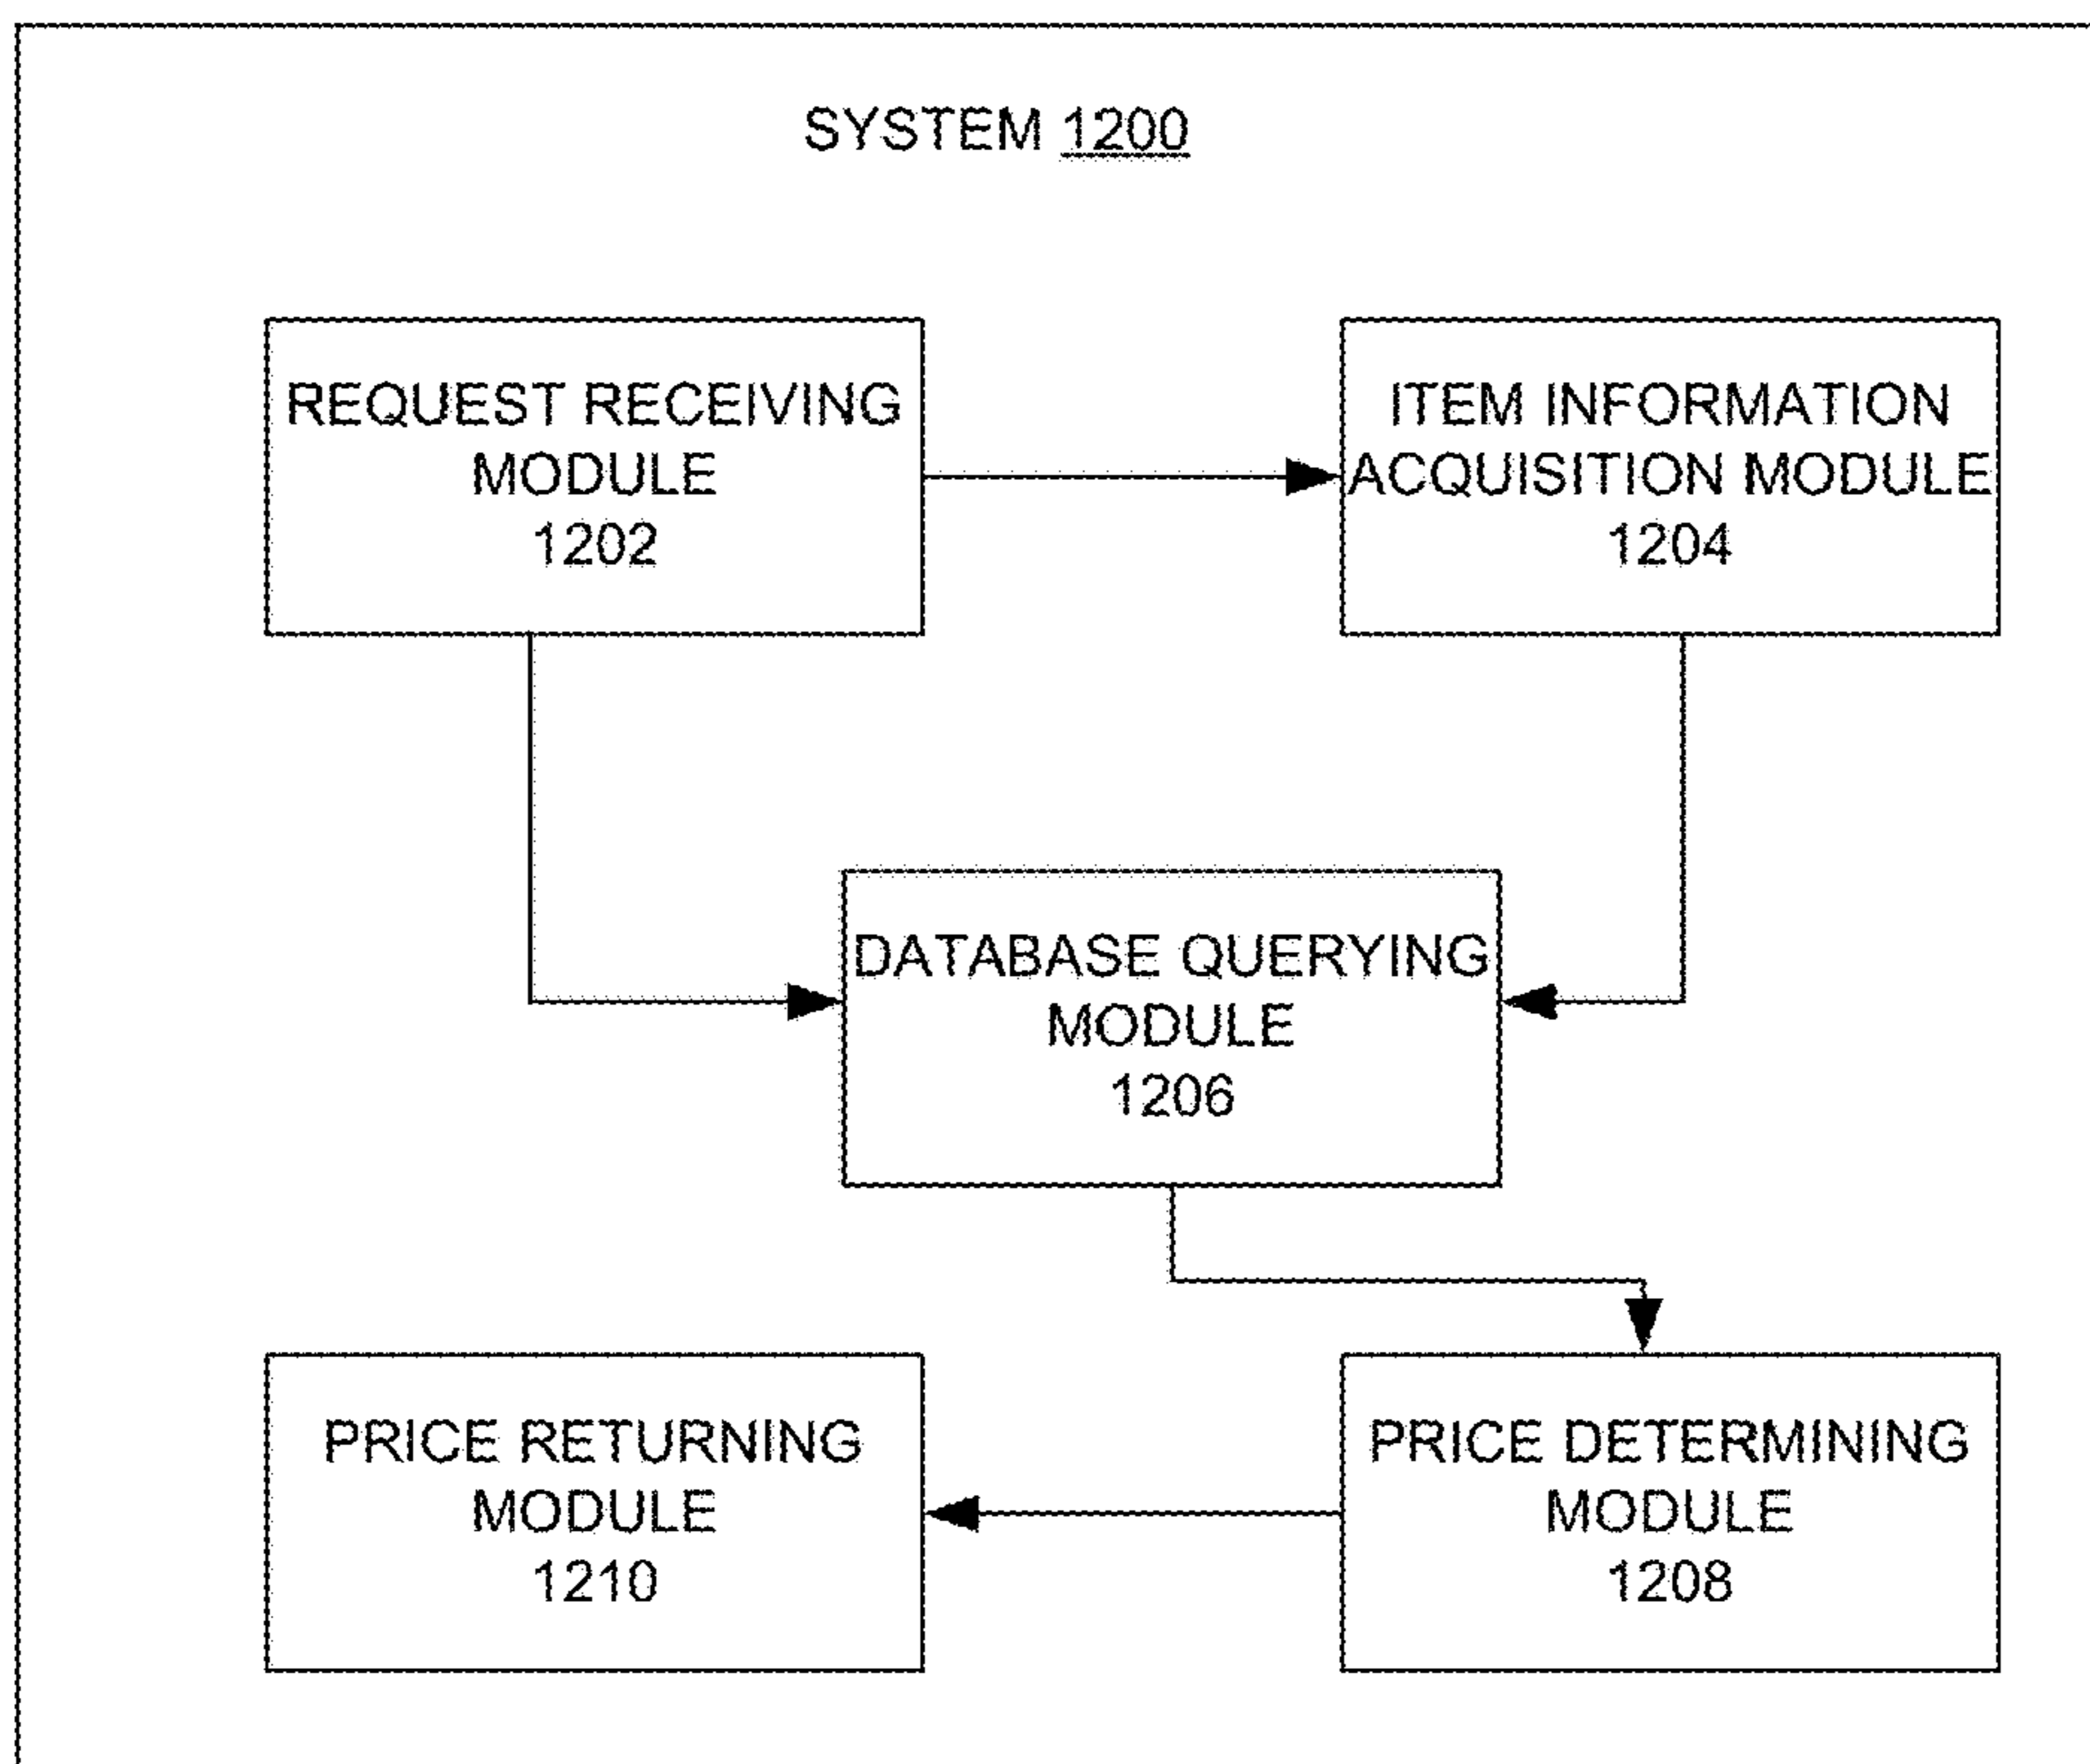 SYSTEM 1200
REQUEST RECEIVING
MODULE
1202
ITEM INFORMATION
ACQUISITION MODULE
1204
DATABASE QUERYING
MODULE
1206
PRICE RETURNING
MODULE
1210
PRICE DETERMINING
MODULE
1208